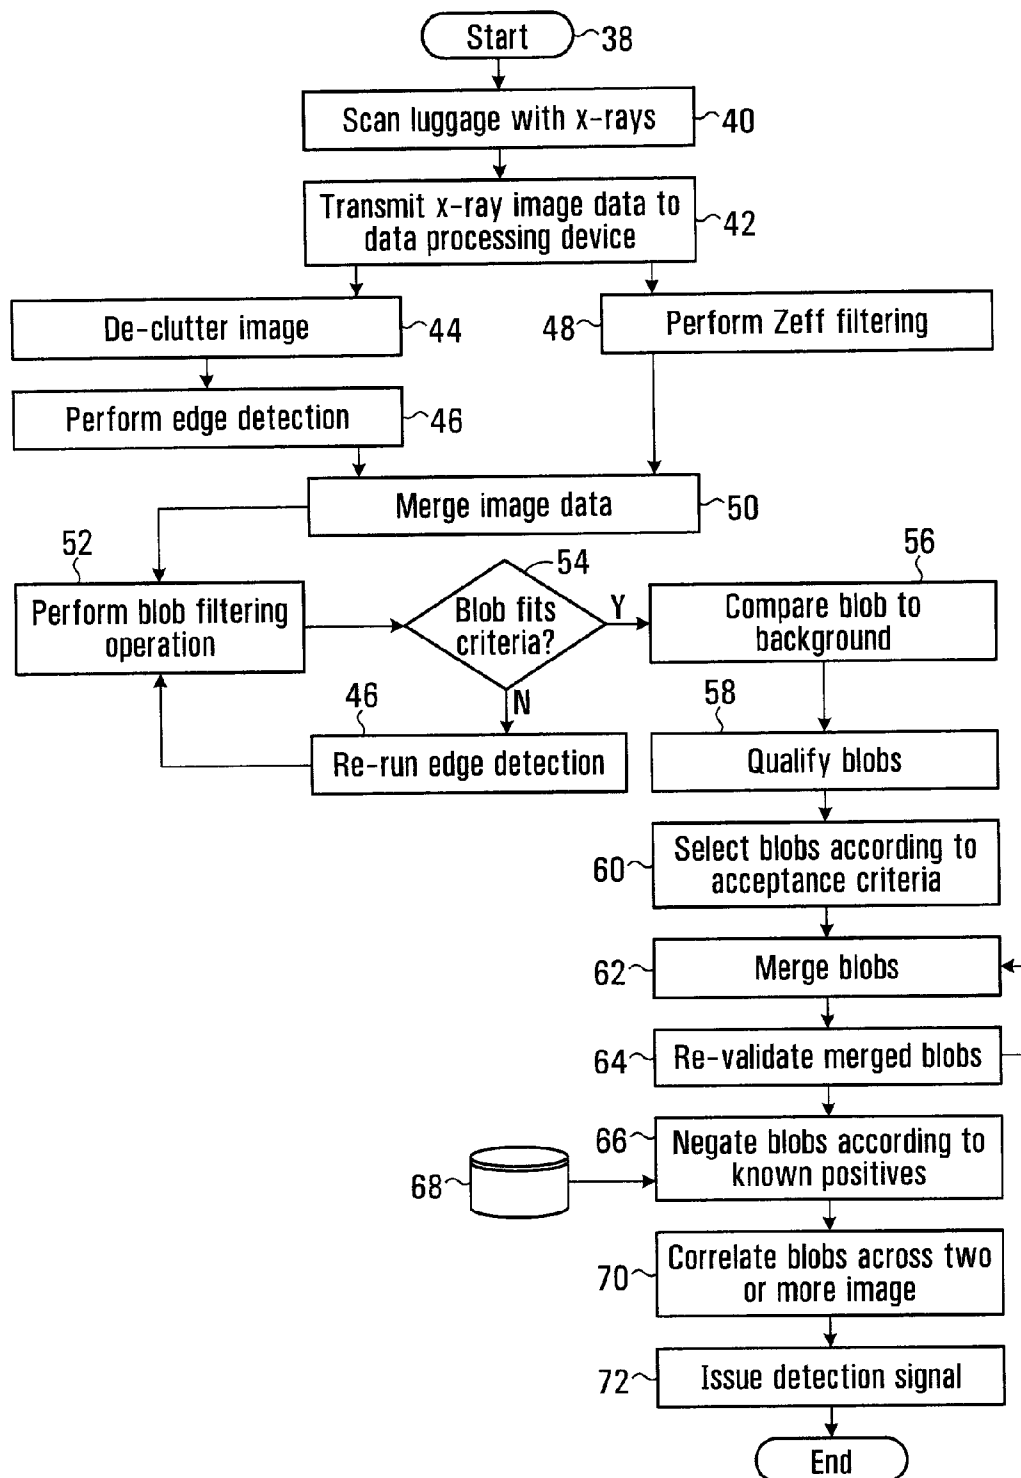 Start
38
Scan luggage with x-rays
40
Transmit x-ray image data to
data processing device
42
De-clutter image
44
48
Perform Zeff filtering
Perform edge detection
46
Merge image data
50
52
Perform blob filtering
operation
54
Blob fits
criteria?
Y
N
56
Compare blob to
background
46
Re-run edge detection
58
Qualify blobs
60
Select blobs according to
acceptance criteria
62
Merge blobs
64
Re-validate merged blobs
66
Negate blobs according to
known positives
68
70
Correlate blobs across two
or more image
72
Issue detection signal
End